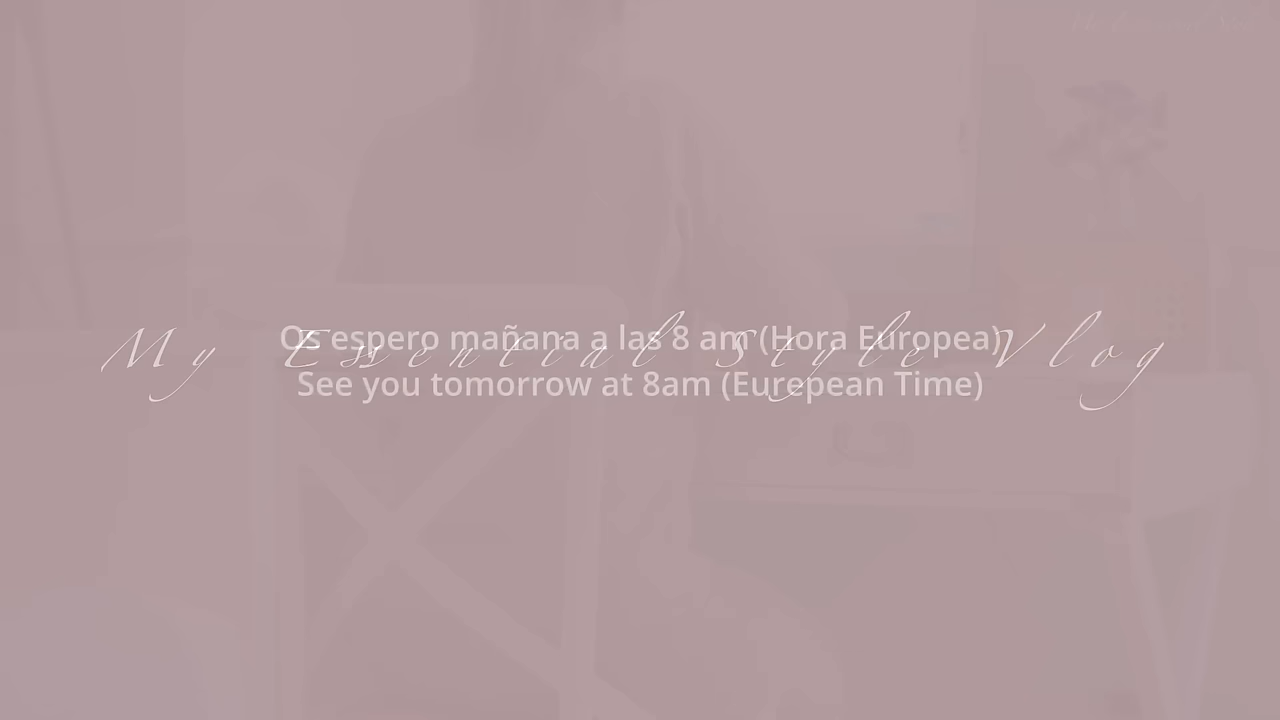 Os espero mañana a las 8 am (Hora Europea)
My Essential Style Vlog
See you tomorrow at 8am (Eurepean Time)